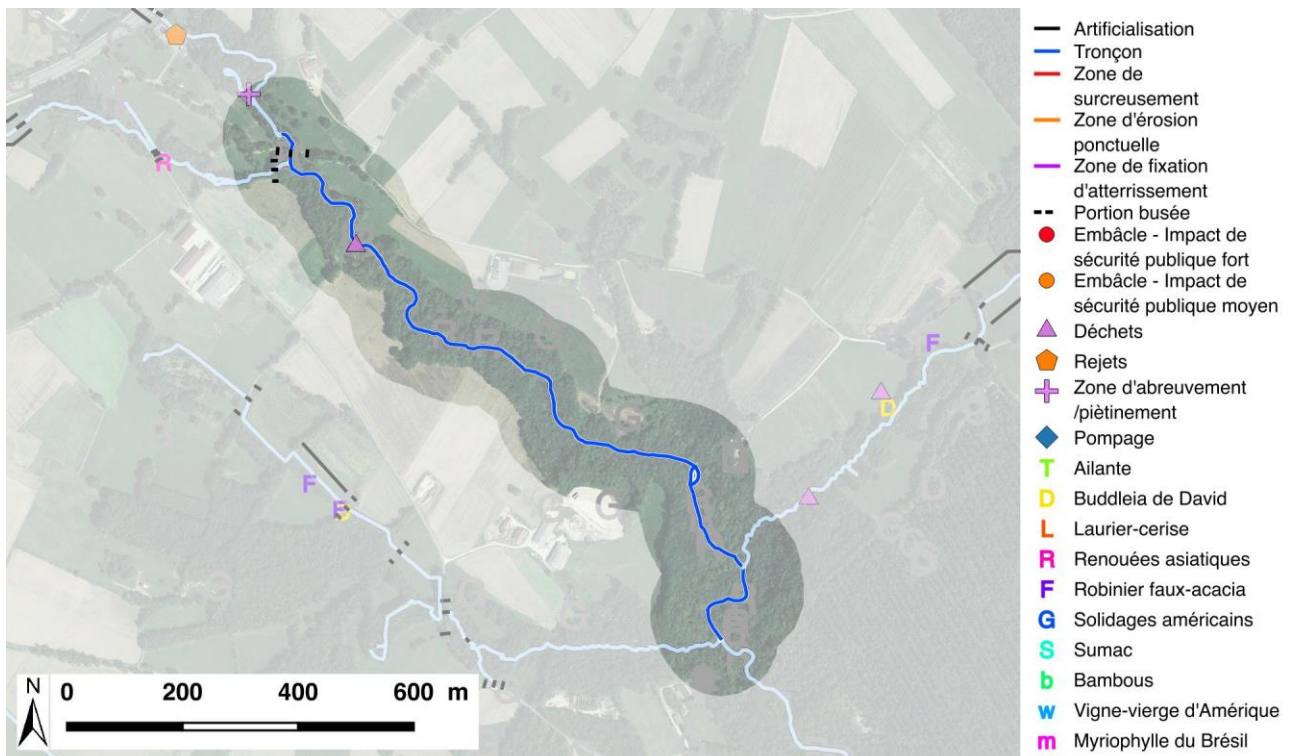 Artificialisation
Tronçon
Zone de
surcreusement
Zone d'érosion
ponctuelle
Zone de fixation
d'atterrissement
Portion busée
Embâcle - Impact de
sécurité publique fort
Embâcle - Impact de
sécurité publique moyen
Déchets
Rejets
Zone d'abreuvement
/piètinement
Pompage
T Ailante
D Buddleia de David
L Laurier-cerise
R Renouées asiatiques
F Robinier faux-acacia
G Solidages américains
S Sumac
b Bambous
w Vigne-vierge d'Amérique
m Myriophylle du Brésil
R
F
D
F
F
G
N 0 200 400 600 m